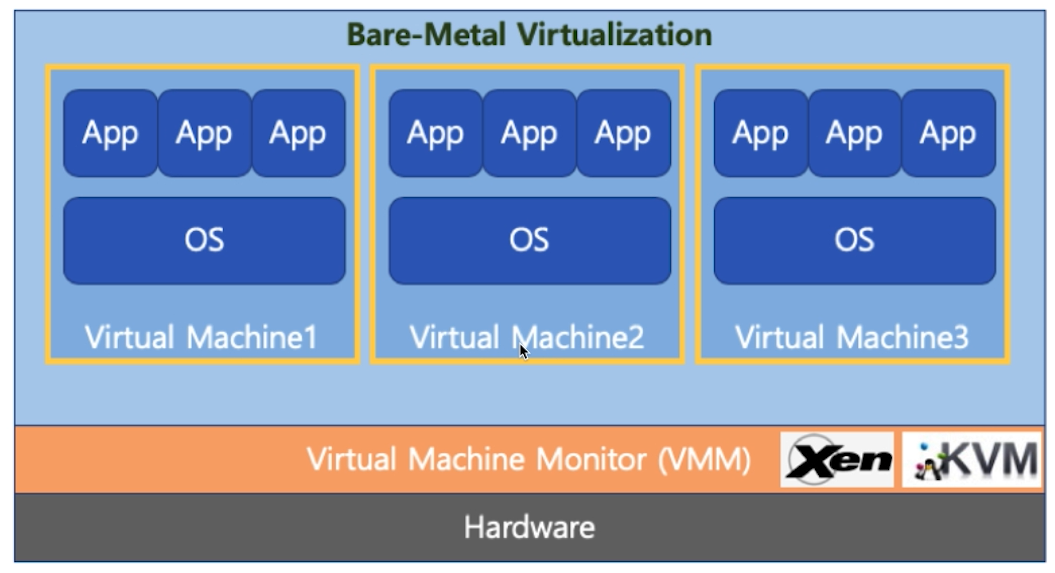 Bare-Metal Virtualization
App App App App App App App App App
OS OS OS
Virtual Machine1 Virtual Machine2 Virtual Machine3
Virtual Machine Monitor (VMM) Xen KVM
Hardware